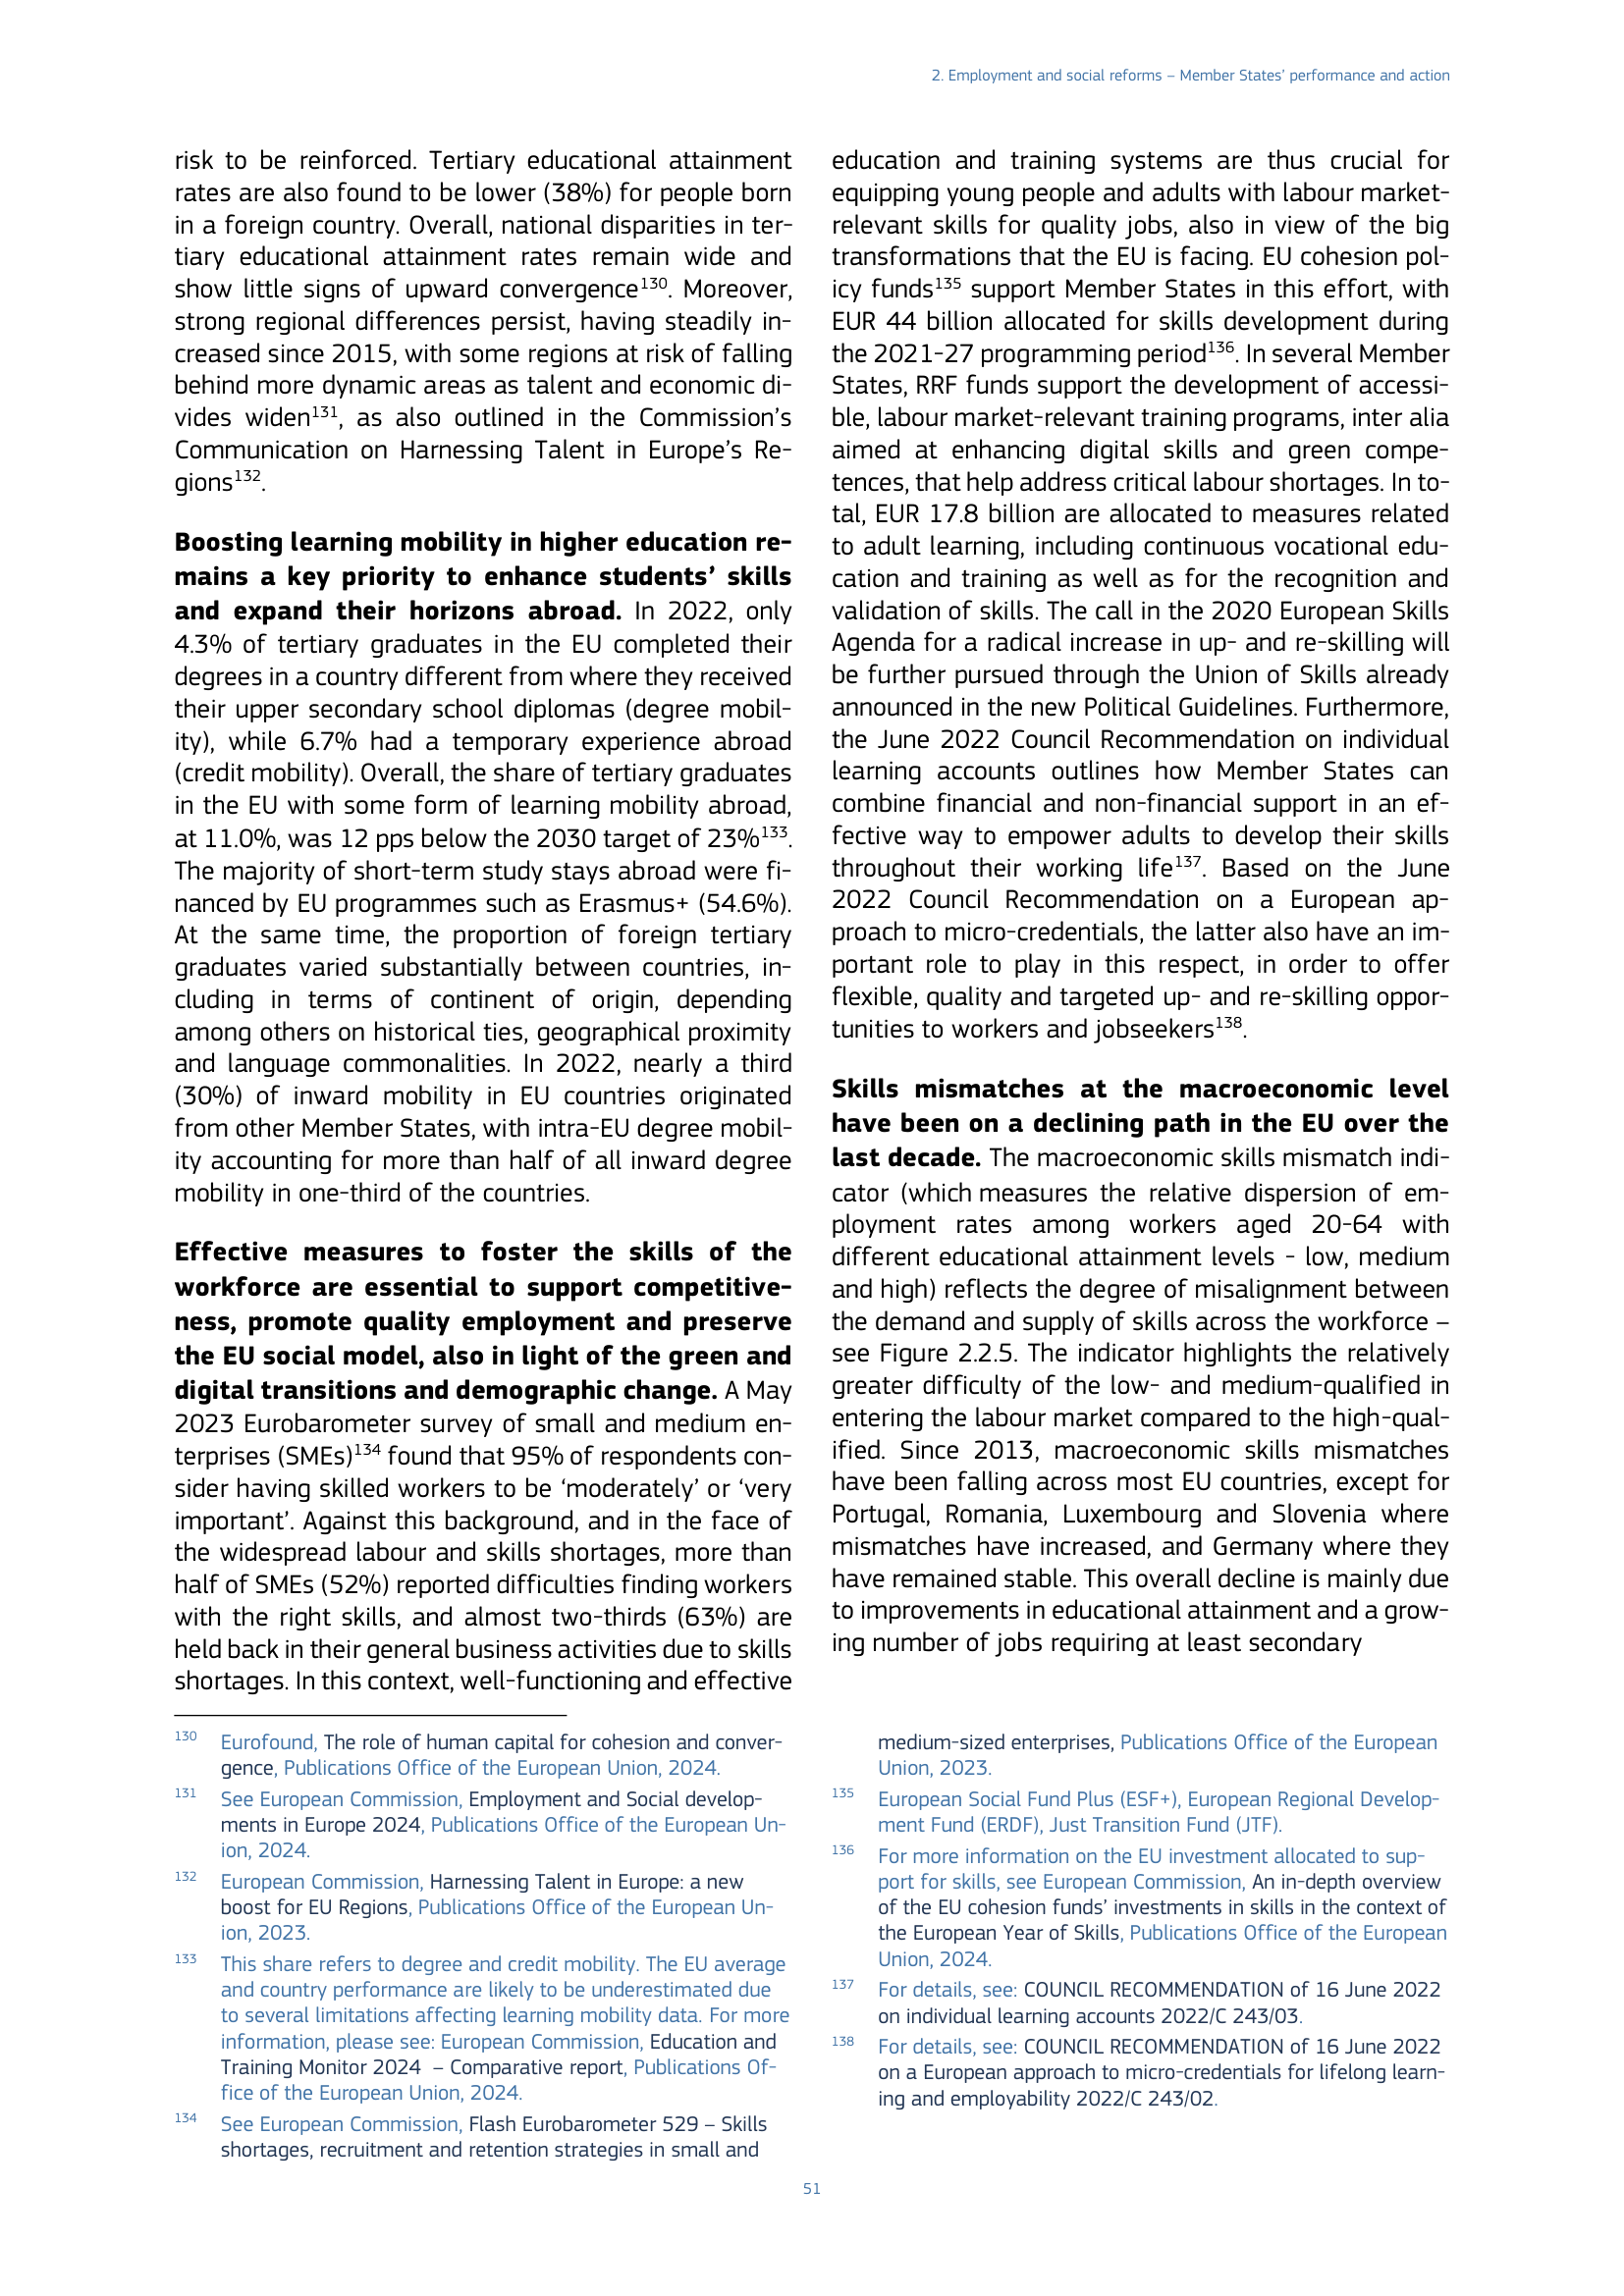 2. Employment and social reforms – Member States’ performance and action
risk to be reinforced. Tertiary educational attainment
rates are also found to be lower (38%) for people born
in a foreign country. Overall, national disparities in ter-
tiary educational attainment rates remain wide and
show little signs of upward convergence130. Moreover,
strong regional differences persist, having steadily in-
creased since 2015, with some regions at risk of falling
behind more dynamic areas as talent and economic di-
vides widen131, as also outlined in the Commission’s
Communication on Harnessing Talent in Europe’s Re-
gions132.
Boosting learning mobility in higher education re-
mains a key priority to enhance students’ skills
and expand their horizons abroad. In 2022, only
4.3% of tertiary graduates in the EU completed their
degrees in a country different from where they received
their upper secondary school diplomas (degree mobil-
ity), while 6.7% had a temporary experience abroad
(credit mobility). Overall, the share of tertiary graduates
in the EU with some form of learning mobility abroad,
at 11.0%, was 12 pps below the 2030 target of 23%133.
The majority of short-term study stays abroad were fi-
nanced by EU programmes such as Erasmus+ (54.6%).
At the same time, the proportion of foreign tertiary
graduates varied substantially between countries, in-
cluding in terms of continent of origin, depending
among others on historical ties, geographical proximity
and language commonalities. In 2022, nearly a third
(30%) of inward mobility in EU countries originated
from other Member States, with intra-EU degree mobil-
ity accounting for more than half of all inward degree
mobility in one-third of the countries.
Effective measures to foster the skills of the
workforce are essential to support competitive-
ness, promote quality employment and preserve
the EU social model, also in light of the green and
digital transitions and demographic change. A May
2023 Eurobarometer survey of small and medium en-
terprises (SMEs)134 found that 95% of respondents con-
sider having skilled workers to be ‘moderately’ or ‘very
important’. Against this background, and in the face of
the widespread labour and skills shortages, more than
half of SMEs (52%) reported difficulties finding workers
with the right skills, and almost two-thirds (63%) are
held back in their general business activities due to skills
shortages. In this context, well-functioning and effective
education and training systems are thus crucial for
equipping young people and adults with labour market-
relevant skills for quality jobs, also in view of the big
transformations that the EU is facing. EU cohesion pol-
icy funds135 support Member States in this effort, with
EUR 44 billion allocated for skills development during
the 2021-27 programming period136. In several Member
States, RRF funds support the development of accessi-
ble, labour market-relevant training programs, inter alia
aimed at enhancing digital skills and green compe-
tences, that help address critical labour shortages. In to-
tal, EUR 17.8 billion are allocated to measures related
to adult learning, including continuous vocational edu-
cation and training as well as for the recognition and
validation of skills. The call in the 2020 European Skills
Agenda for a radical increase in up- and re-skilling will
be further pursued through the Union of Skills already
announced in the new Political Guidelines. Furthermore,
the June 2022 Council Recommendation on individual
learning accounts outlines how Member States can
combine financial and non-financial support in an ef-
fective way to empower adults to develop their skills
throughout their working life137. Based on the June
2022 Council Recommendation on a European ap-
proach to micro-credentials, the latter also have an im-
portant role to play in this respect, in order to offer
flexible, quality and targeted up- and re-skilling oppor-
tunities to workers and jobseekers138.
Skills mismatches at the macroeconomic level
have been on a declining path in the EU over the
last decade. The macroeconomic skills mismatch indi-
cator (which measures the relative dispersion of em-
ployment rates among workers aged 20-64 with
different educational attainment levels - low, medium
and high) reflects the degree of misalignment between
the demand and supply of skills across the workforce –
see Figure 2.2.5. The indicator highlights the relatively
greater difficulty of the low- and medium-qualified in
entering the labour market compared to the high-qual-
ified. Since 2013, macroeconomic skills mismatches
have been falling across most EU countries, except for
Portugal, Romania, Luxembourg and Slovenia where
mismatches have increased, and Germany where they
have remained stable. This overall decline is mainly due
to improvements in educational attainment and a grow-
ing number of jobs requiring at least secondary
130 Eurofound, The role of human capital for cohesion and conver-
gence, Publications Office of the European Union, 2024.
131 See European Commission, Employment and Social develop-
ments in Europe 2024, Publications Office of the European Un-
ion, 2024.
132 European Commission, Harnessing Talent in Europe: a new
boost for EU Regions, Publications Office of the European Un-
ion, 2023.
133 This share refers to degree and credit mobility. The EU average
and country performance are likely to be underestimated due
to several limitations affecting learning mobility data. For more
information, please see: European Commission, Education and
Training Monitor 2024 – Comparative report, Publications Of-
fice of the European Union, 2024.
134 See European Commission, Flash Eurobarometer 529 – Skills
shortages, recruitment and retention strategies in small and
medium-sized enterprises, Publications Office of the European
Union, 2023.
135 European Social Fund Plus (ESF+), European Regional Develop-
ment Fund (ERDF), Just Transition Fund (JTF).
136 For more information on the EU investment allocated to sup-
port for skills, see European Commission, An in-depth overview
of the EU cohesion funds’ investments in skills in the context of
the European Year of Skills, Publications Office of the European
Union, 2024.
137 For details, see: COUNCIL RECOMMENDATION of 16 June 2022
on individual learning accounts 2022/C 243/03.
138 For details, see: COUNCIL RECOMMENDATION of 16 June 2022
on a European approach to micro-credentials for lifelong learn-
ing and employability 2022/C 243/02.
51